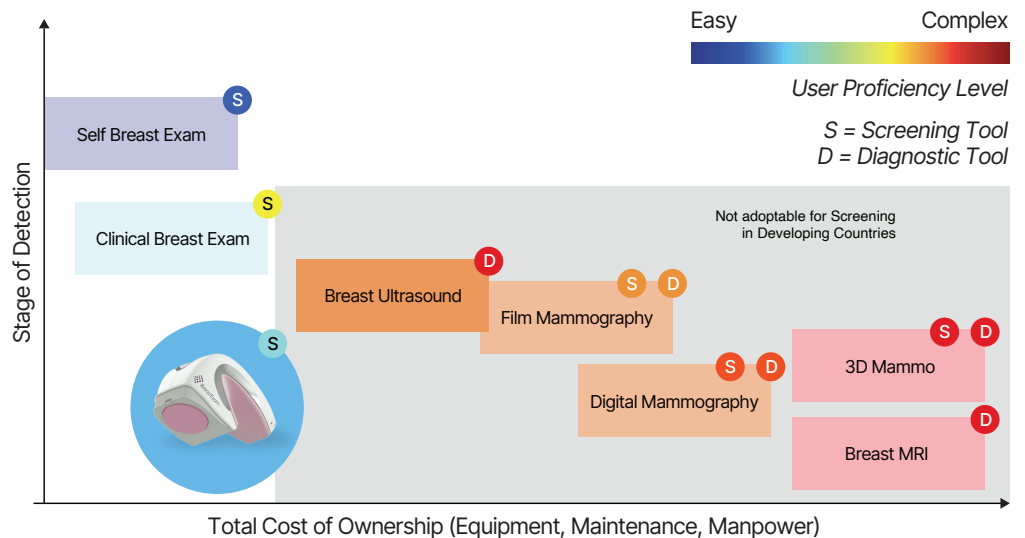 Easy
Complex
User Proficiency Level
S = Screening Tool
D = Diagnostic Tool
Stage of Detection
S
Self Breast Exam
S
Clinical Breast Exam
Not adoptable for Screening
in Developing Countries
D
Breast Ultrasound
S
D
Film Mammography
S
S
D
3D Mammo
S
D
Digital Mammography
D
Breast MRI
Total Cost of Ownership (Equipment, Maintenance, Manpower)